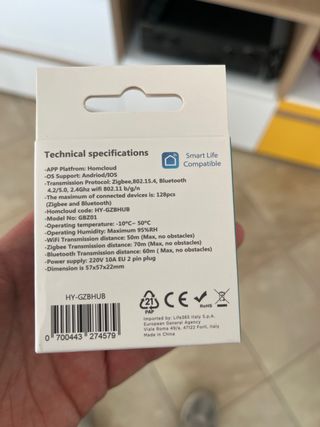 Technical specifications
Smart Life
Compatible
-APP Platfrom: Homcloud
-OS Support: Andriod/IOS
-Transmission Protocol: Zigbee,802.15.4, Bluetooth
4.2/5.0, 2.4Ghz wifi 802.11 b/g/n
-The maximum of connected devices is: 128pcs
(Zigbee and Bluetooth)
-Homcloud code: HY-GZBHUB
-Model No.: GBZ01
-Operating temperature: -10℃~ 50℃
-Operating Humidity: Maximum 95%RH
-WiFi Transmission distance: 50m (Max, no obstacles)
-Zigbee Transmission distance: 70m (Max, no obstacles)
-Bluetooth Transmission distance: 60m ( Max, no obstacles)
-Power supply: 220V 10A EU 2 pin plug
-Dimension is 57x57x22mm
HY-GZBHUB
0 700443 274579
21
PAP
CE
RoHS
Imported by: Life365 Italy S.p.A.
European General Agency
Viale Roma 49/a, 47122 Forlì, Italy
Made in China